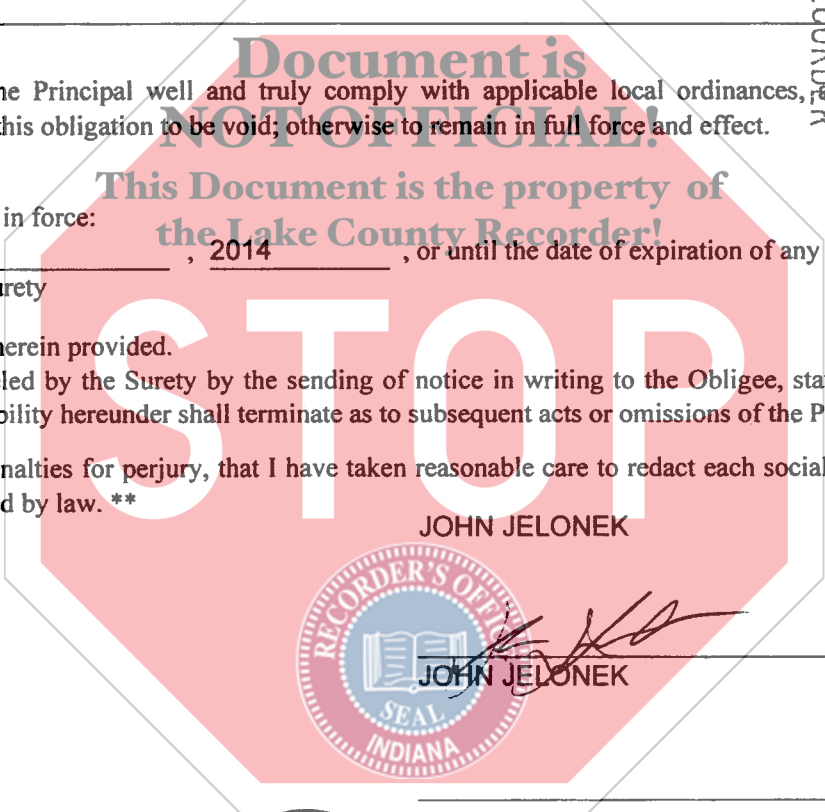 Document is
e Principal well and truly comply with applicable local ordinances,
this obligation to be void; otherwise to remain in full force and effect.
NOT OFFICIAL!
This Document is the property of
in force:
the Lake County Recorder!
, 2014 , or until the date of expiration of any
urety
erein provided.
led by the Surety by the sending of notice in writing to the Obligee, sta
bility hereunder shall terminate as to subsequent acts or omissions of the P
STOP
nalties for perjury, that I have taken reasonable care to redact each social
d by law. **
JOHN JELONEK
RECORDER'S OFFIC
JOHN JELONEK
SEAL
INDIANA